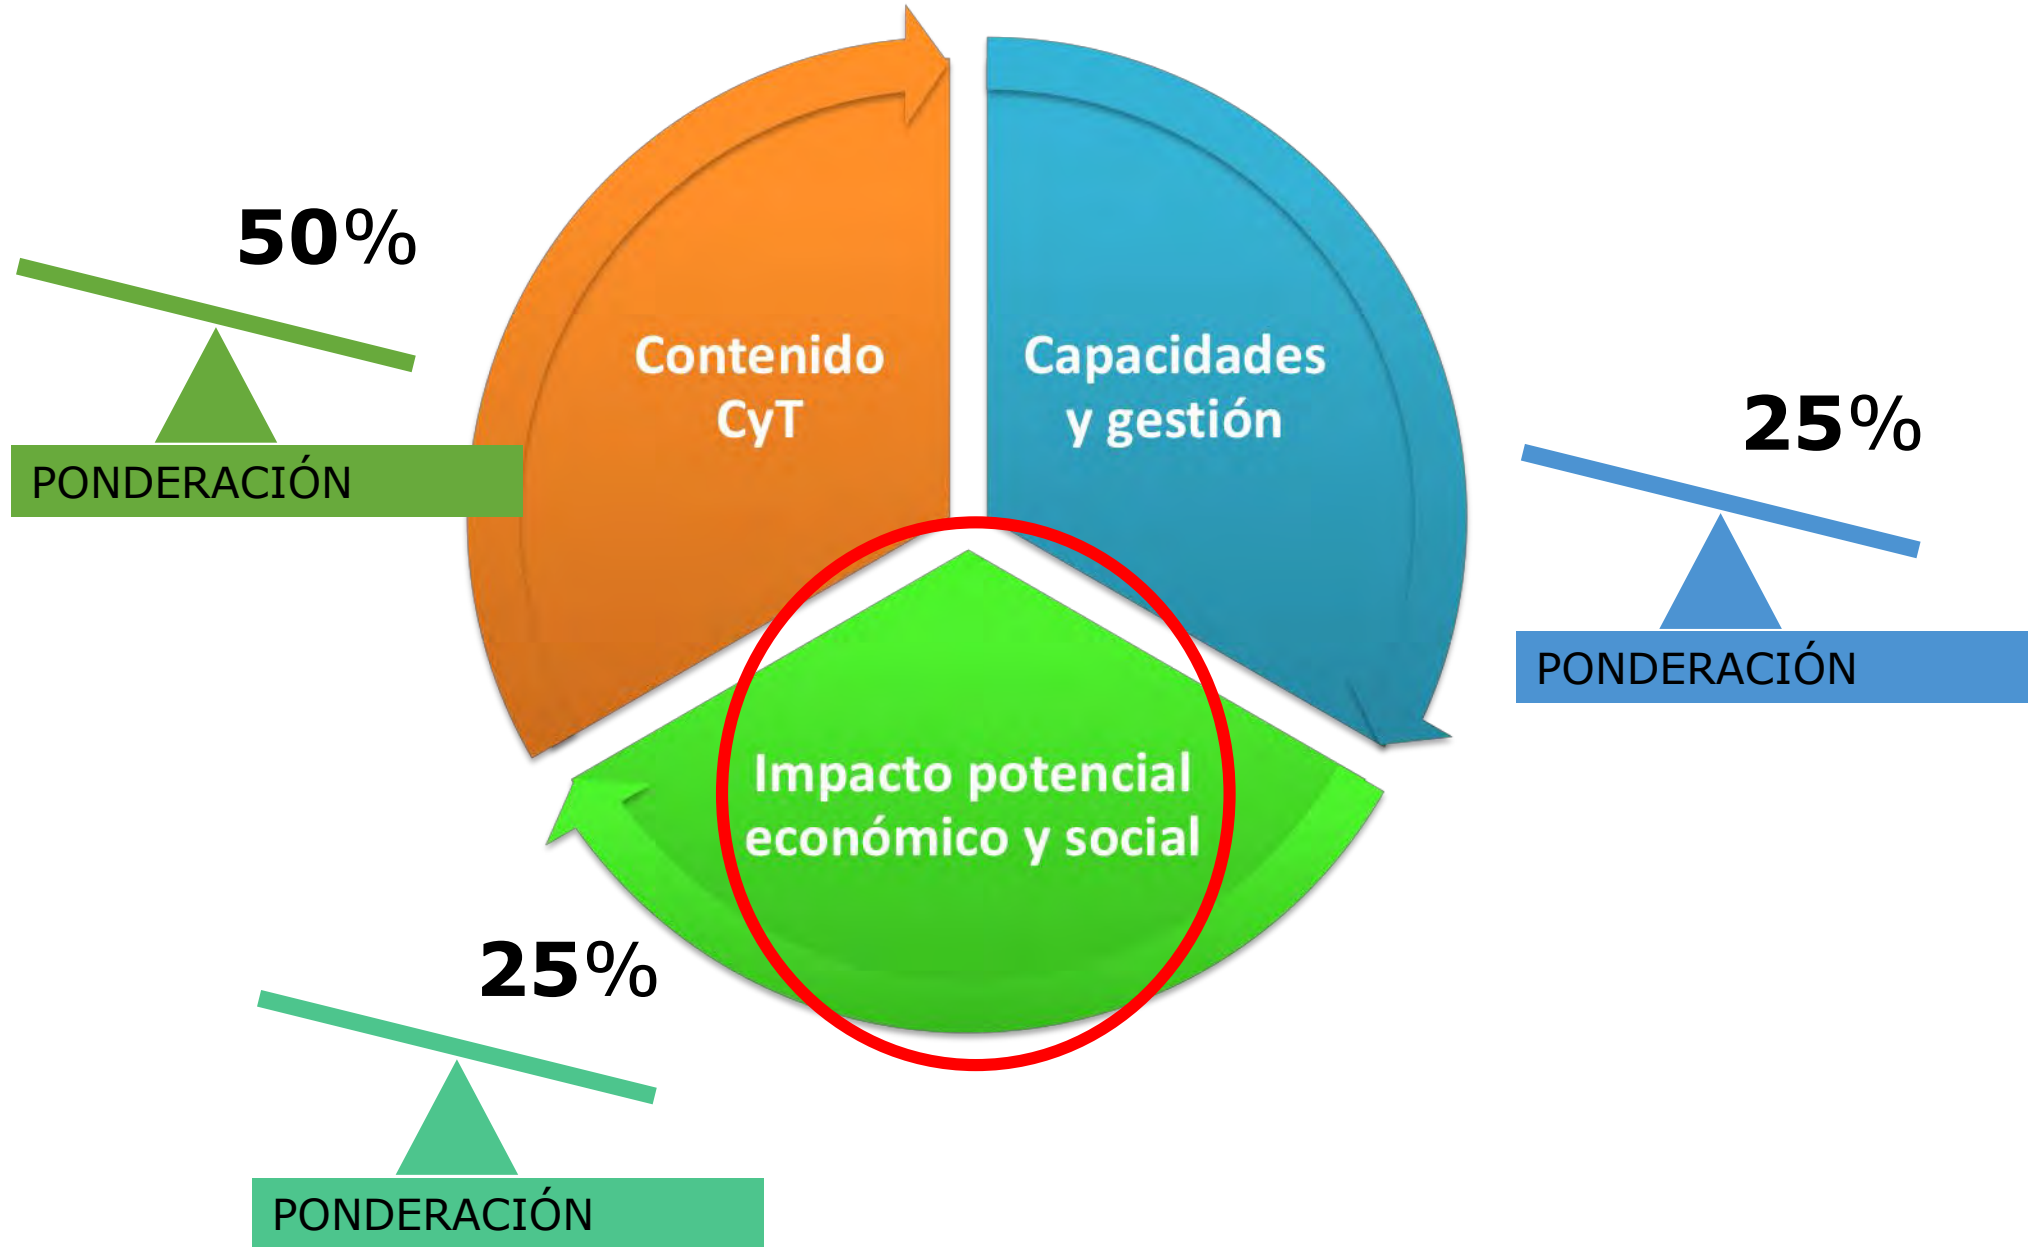 50%
PONDERACIÓN
Contenido
CyT
Capacidades
y gestión
25%
PONDERACIÓN
Impacto potencial
económico y social
25%
PONDERACIÓN